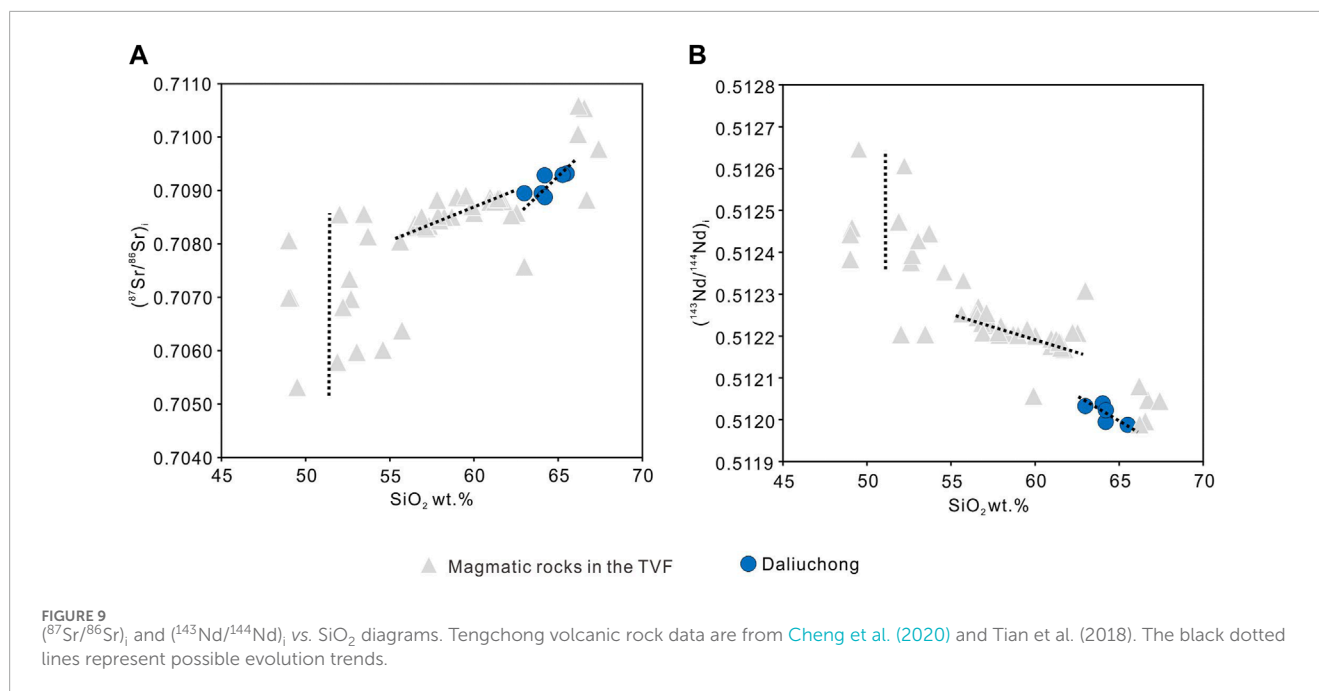 A
0.7110
0.7100
0.7090
0.7080
0.7070
0.7060
0.7050
0.7040
(⁸⁷Sr/⁸⁶Sr)ᵢ
45 50 55 60 65 70
SiO₂ wt.%
B
0.5128
0.5127
0.5126
0.5125
0.5124
0.5123
0.5122
0.5121
0.5120
0.5119
(¹⁴³Nd/¹⁴⁴Nd)ᵢ
45 50 55 60 65 70
SiO₂ wt.%
Magmatic rocks in the TVF
Daliuchong
FIGURE 9
(⁸⁷Sr/⁸⁶Sr)ᵢ and (¹⁴³Nd/¹⁴⁴Nd)ᵢ vs. SiO₂ diagrams. Tengchong volcanic rock data are from Cheng et al. (2020) and Tian et al. (2018). The black dotted
lines represent possible evolution trends.